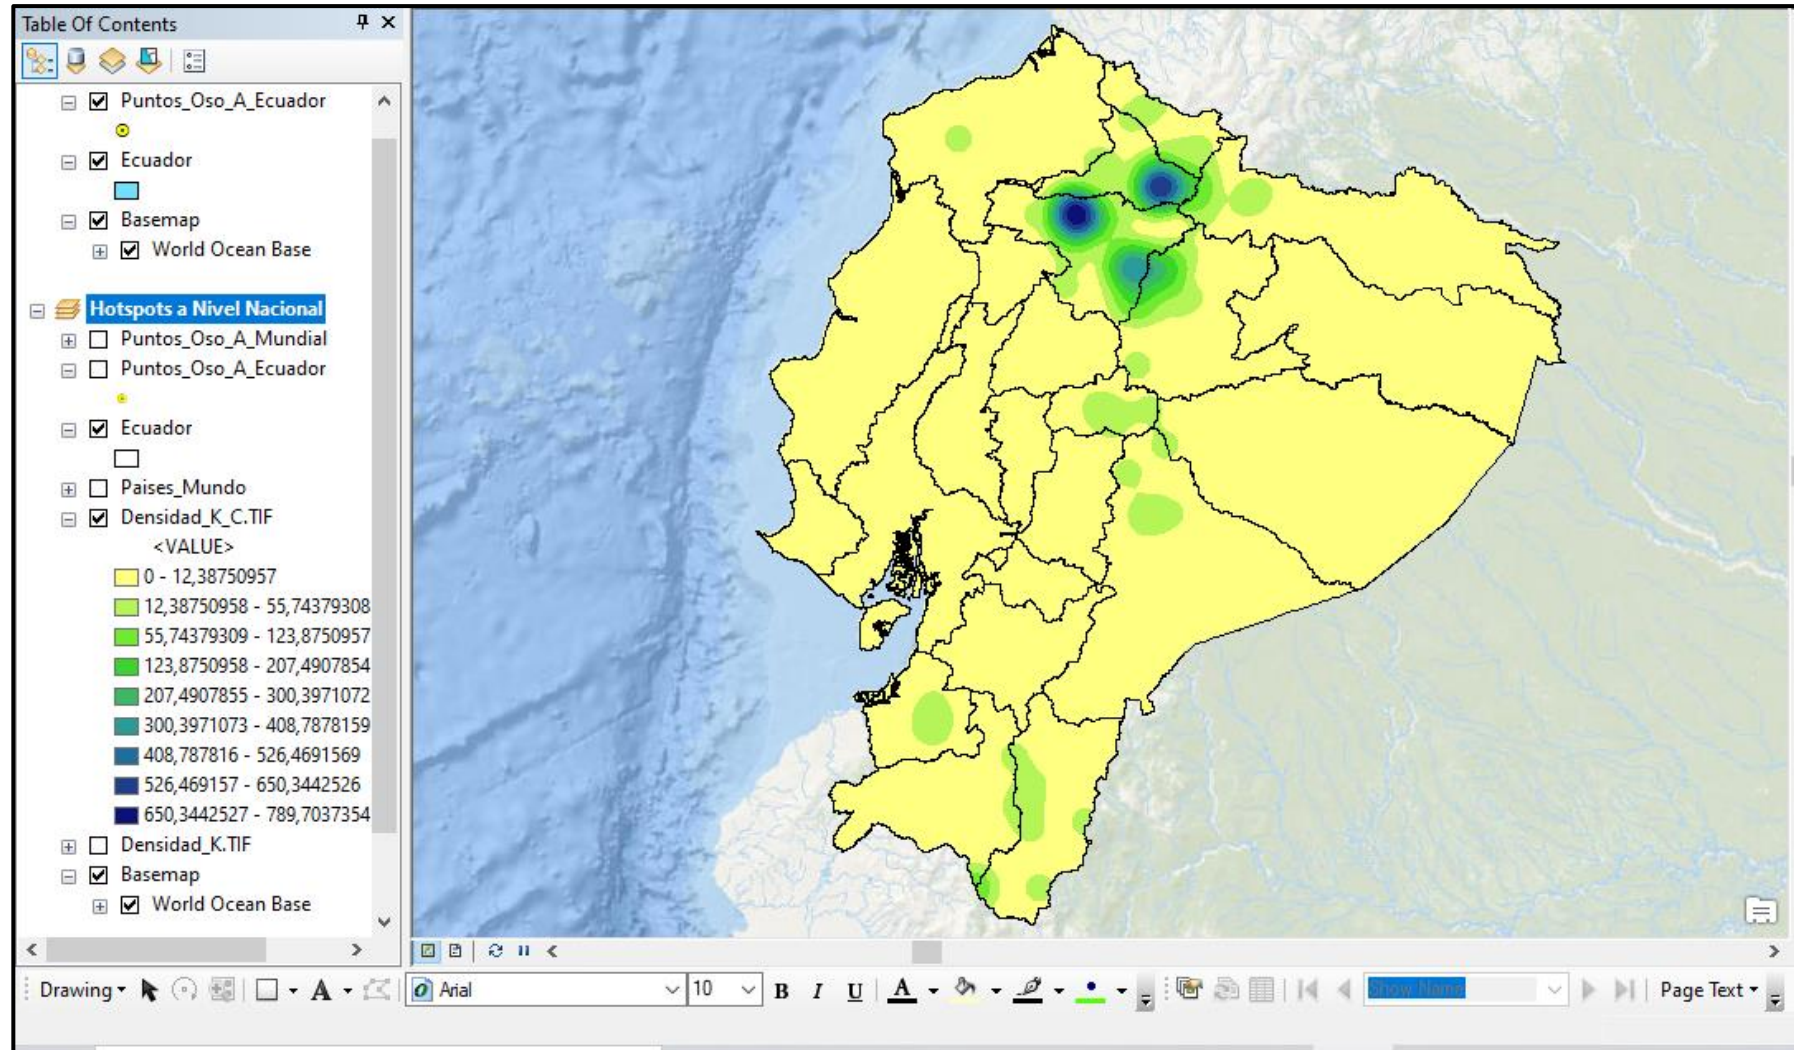 Table Of Contents
Puntos_Oso_A_Ecuador
Ecuador
Basemap
World Ocean Base
Hotspots a Nivel Nacional
Puntos_Oso_A_Mundial
Puntos_Oso_A_Ecuador
Ecuador
Paises_Mundo
Densidad_K_C.TIF
<VALUE>
0 - 12,38750957
12,38750958 - 55,74379308
55,74379309 - 123,8750957
123,8750958 - 207,4907854
207,4907855 - 300,3971072
300,3971073 - 408,7878159
408,787816 - 526,4691569
526,469157 - 650,3442526
650,3442527 - 789,7037354
Densidad_K.TIF
Basemap
World Ocean Base
Drawing A Arial 10 B I U A Show Name Page Text